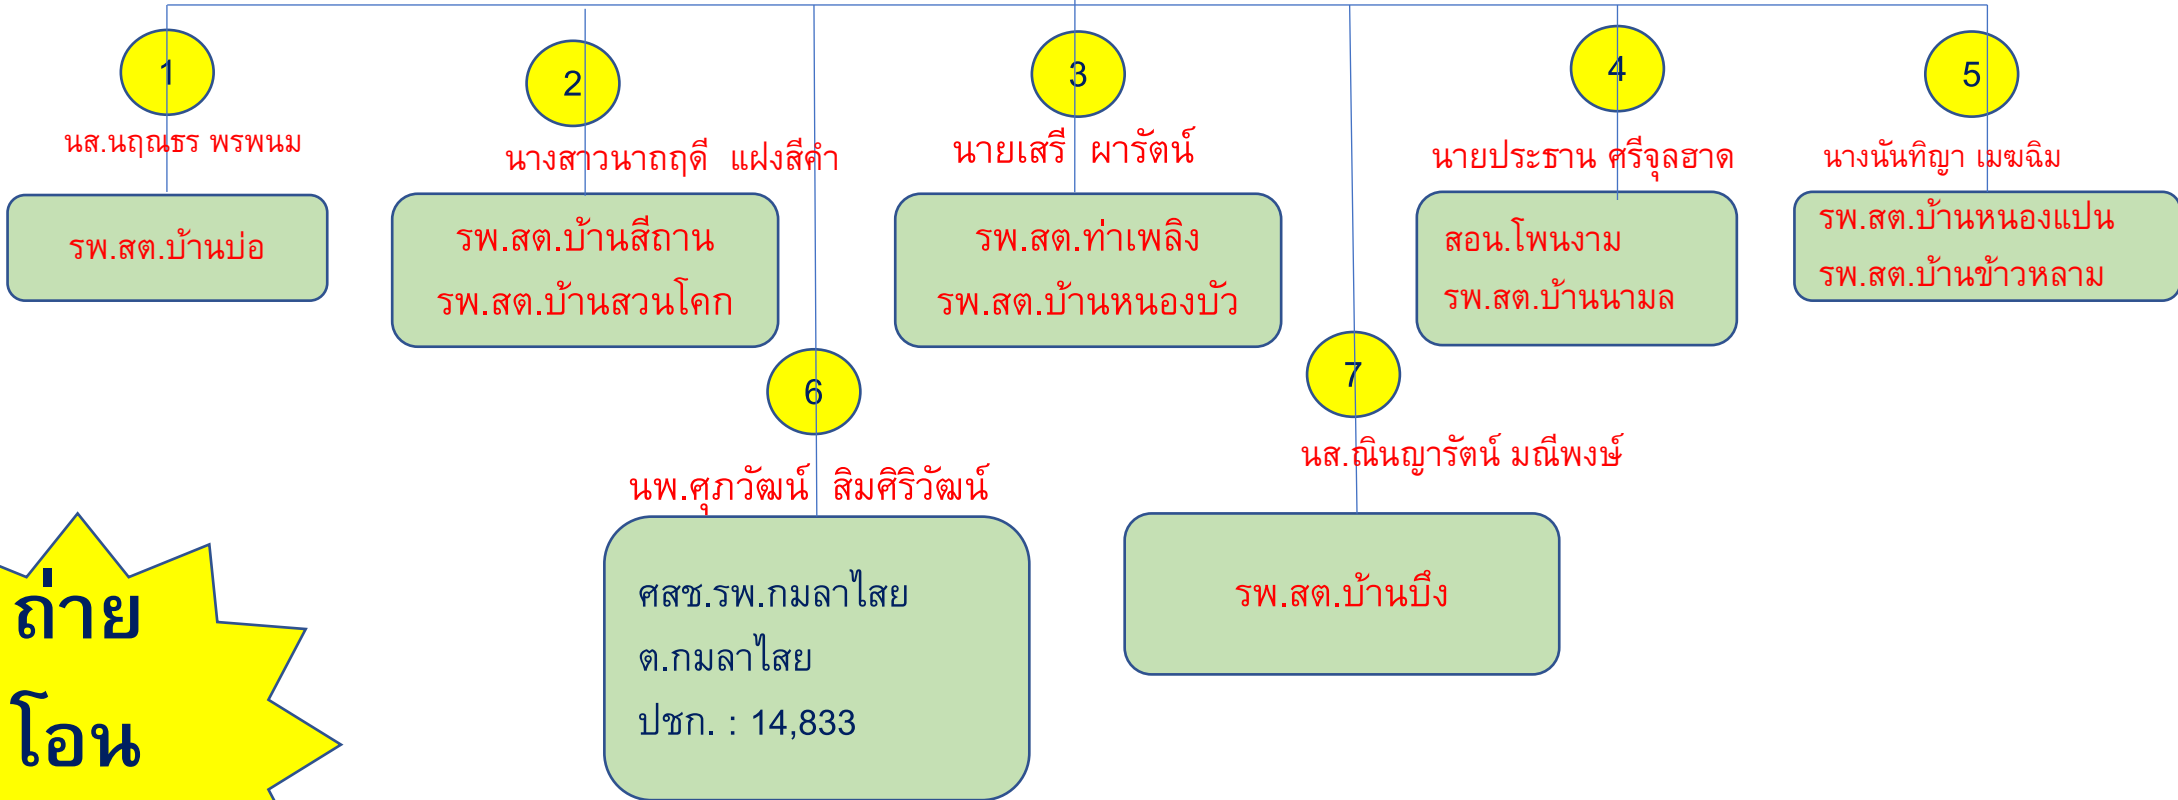 1
นส.นฤณธร พรพนม
รพ.สต.บ้านบ่อ
2
นางสาวนาถฤดี แฝงสีคำ
รพ.สต.บ้านสีถาน
รพ.สต.บ้านสวนโคก
3
นายเสรี ผารัตน์
รพ.สต.ท่าเพลิง
รพ.สต.บ้านหนองบัว
4
นายประธาน ศรีจุลฮาด
สอน.โพนงาม
รพ.สต.บ้านนามล
5
นางนันทิญา เมฆฉิม
รพ.สต.บ้านหนองแปน
รพ.สต.บ้านข้าวหลาม
6
นพ.ศุภวัฒน์ สิมศิริวัฒน์
ศสช.รพ.กมลาไสย
ต.กมลาไสย
ปชก. : 14,833
7
นส.ณินญารัตน์ มณีพงษ์
รพ.สต.บ้านบึง
ถ่าย
โอน